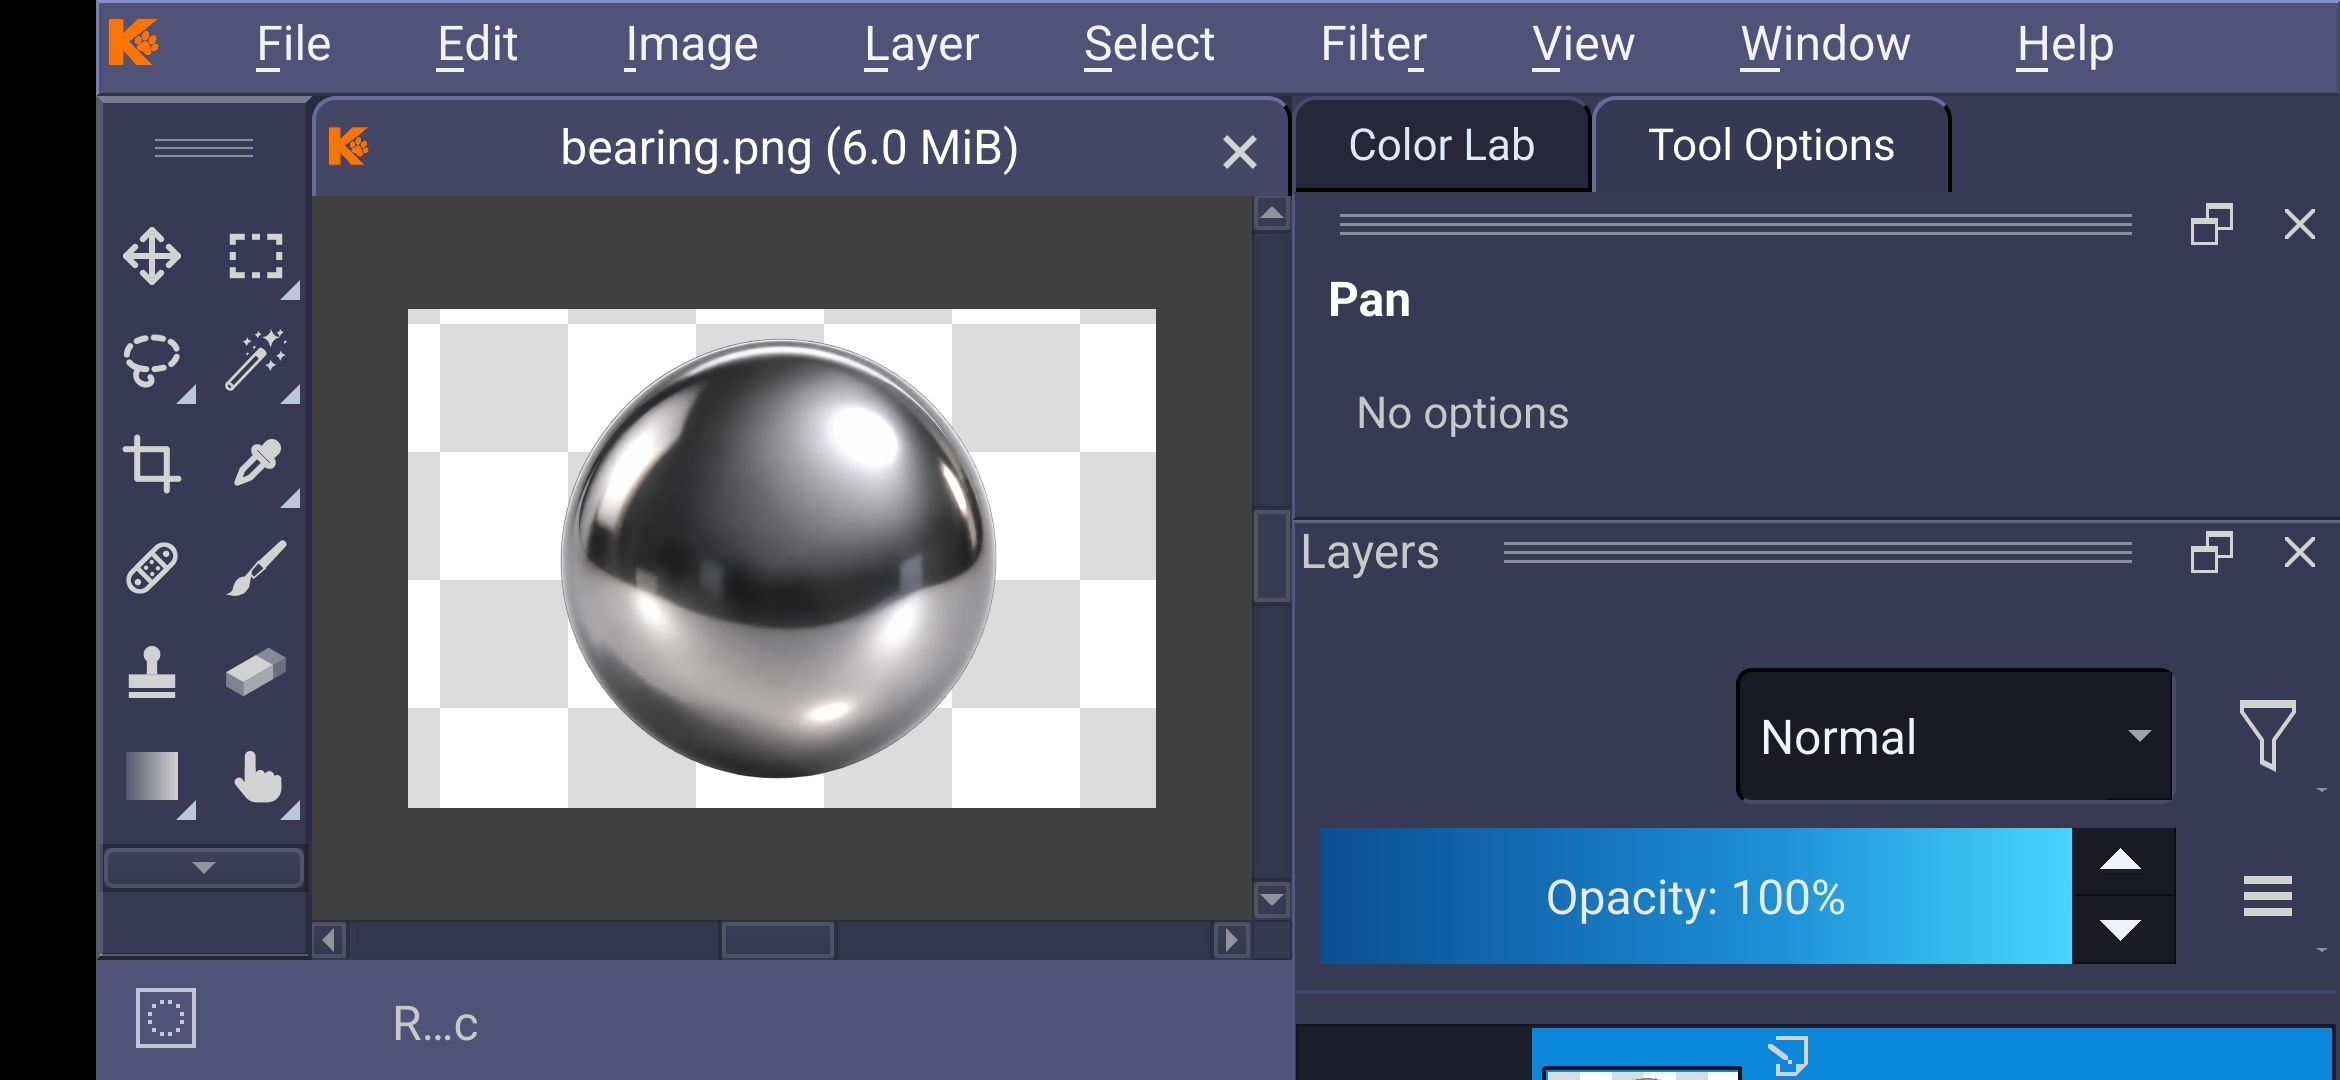 File Edit Image Layer Select Filter View Window Help
bearing.png (6.0 MiB)
Color Lab Tool Options
Pan
No options
Layers
Normal
Opacity: 100%
R...c